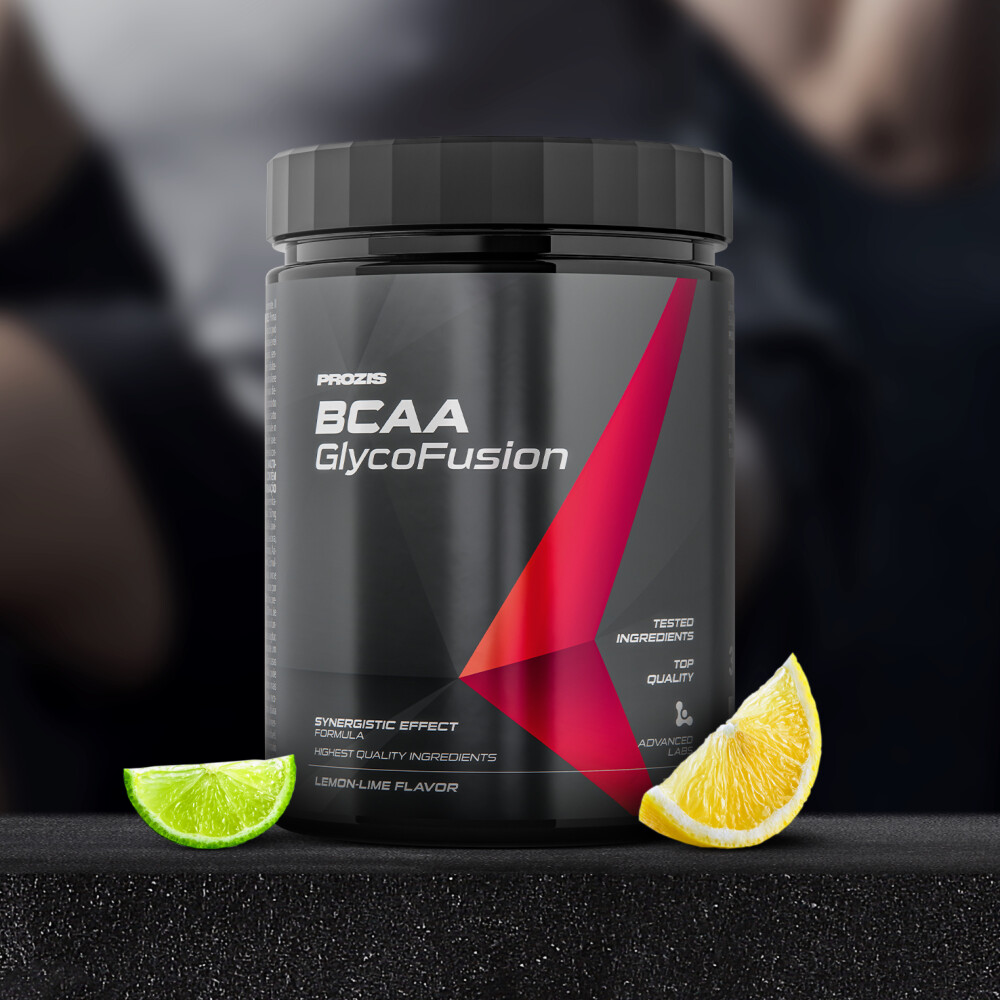 PROZIS
BCAA
GlycoFusion
TESTED
INGREDIENTS
TOP
QUALITY
ADVANCED
LABS
SYNERGISTIC EFFECT
FORMULA
HIGHEST QUALITY INGREDIENTS
LEMON-LIME FLAVOR